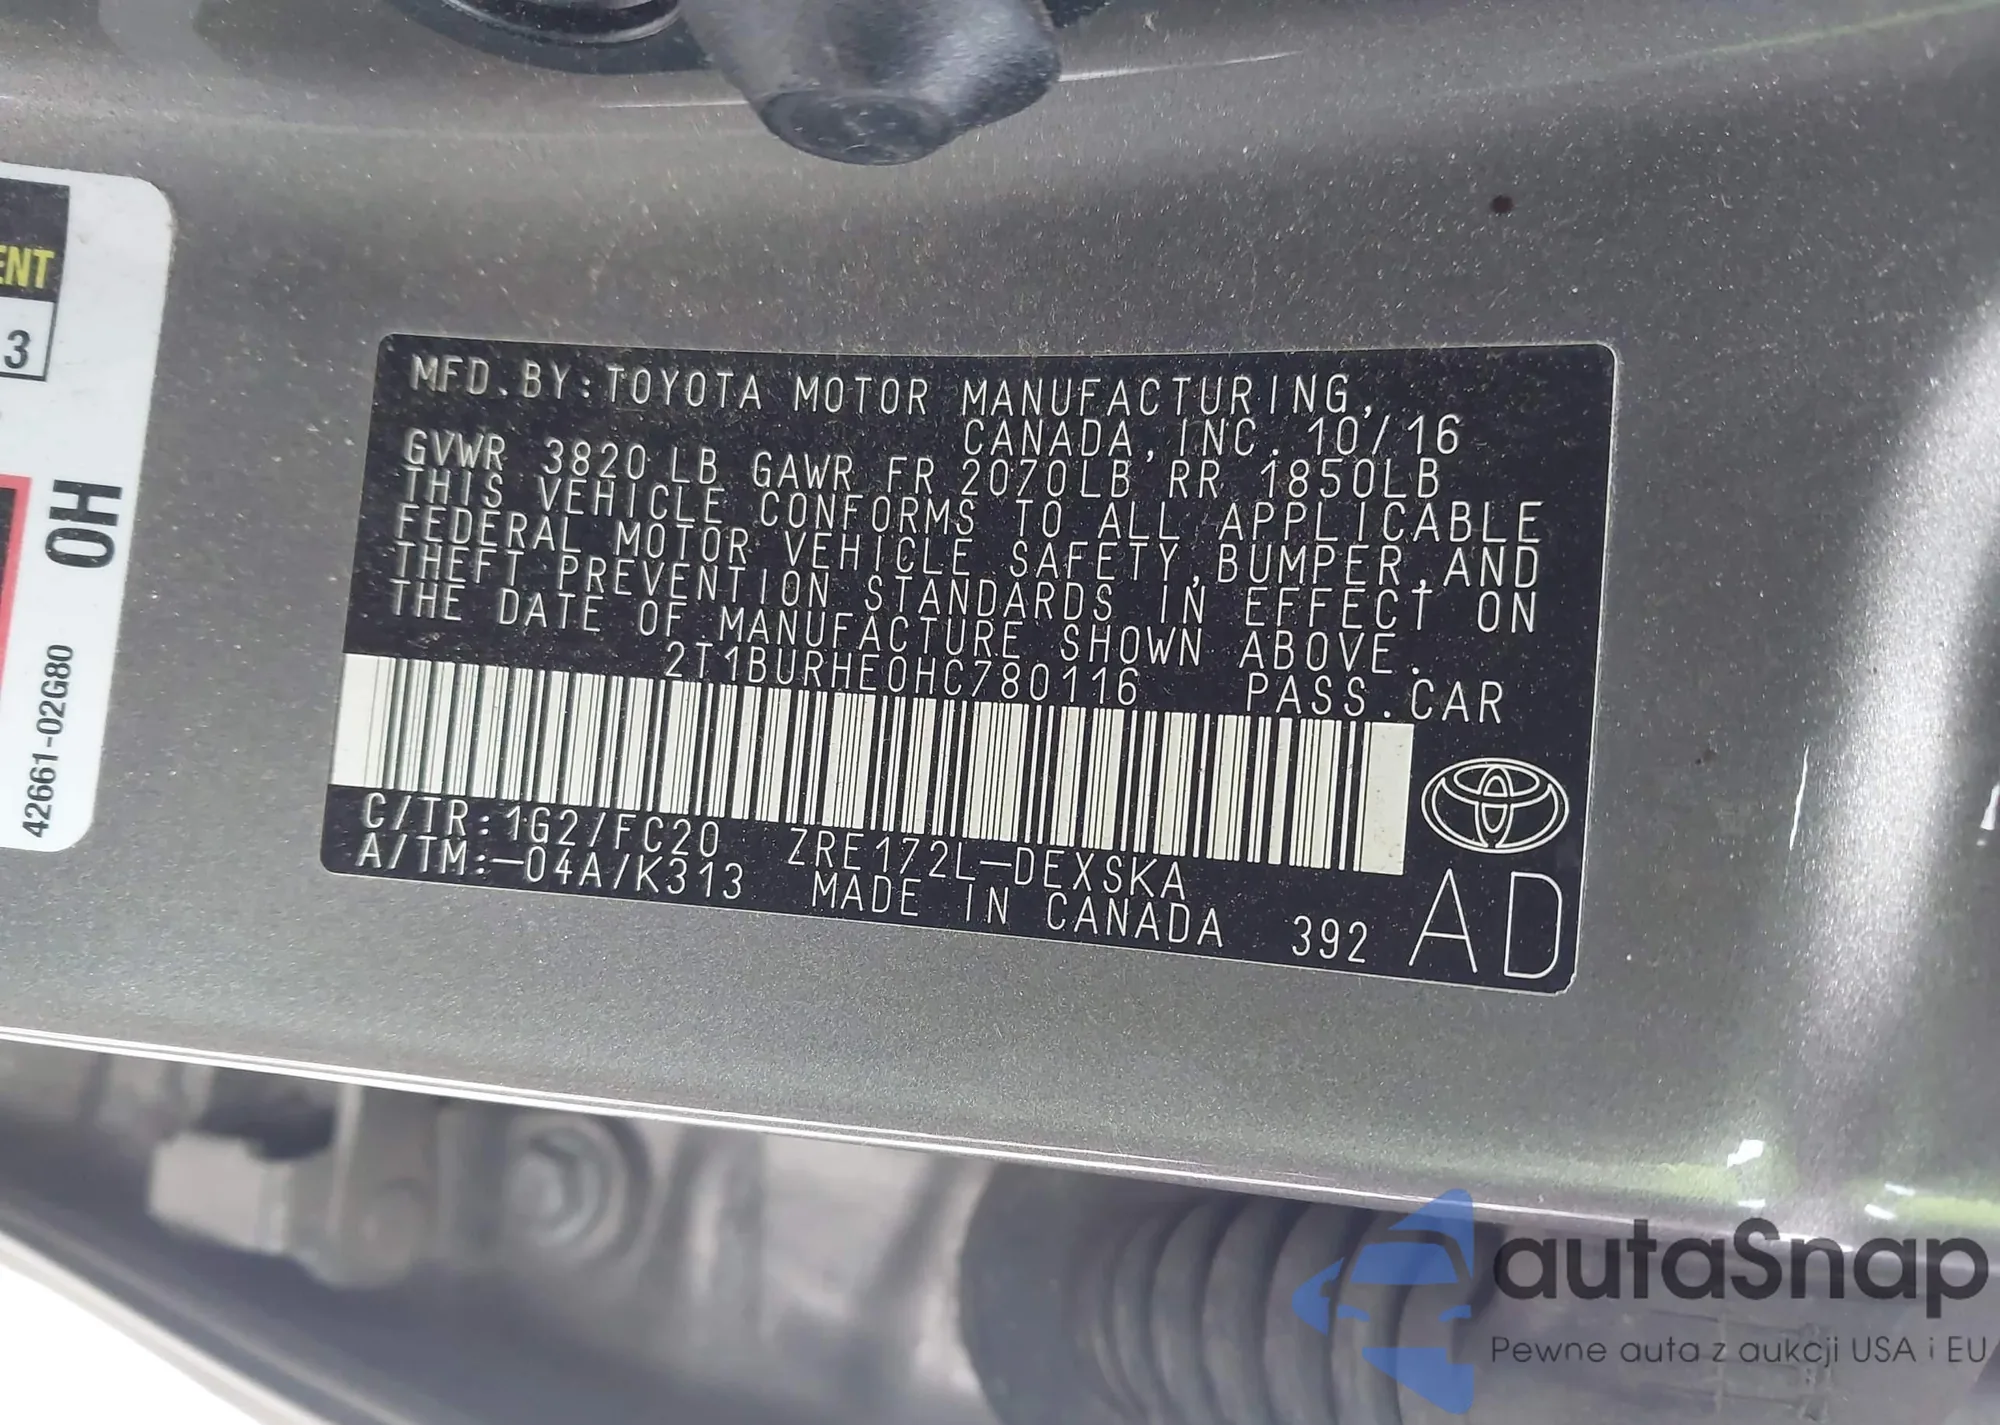 ENT
3
OH
42661-02G80
MFD.BY:TOYOTA MOTOR MANUFACTURING,
CANADA,INC. 10/16
GVWR 3820LB GAWR FR 2070LB RR 1850LB
THIS VEHICLE CONFORMS TO ALL APPLICABLE
FEDERAL MOTOR VEHICLE SAFETY,BUMPER,AND
THEFT PREVENTION STANDARDS IN EFFECT ON
THE DATE OF MANUFACTURE SHOWN ABOVE.
2T1BURHE0HC780116 PASS.CAR
C/TR:1G2/FC20 ZRE172L-DEXSKA
A/TM:-04A/K313 MADE IN CANADA 392 AD
autaSnap
Pewne auta z aukcji USA i EU